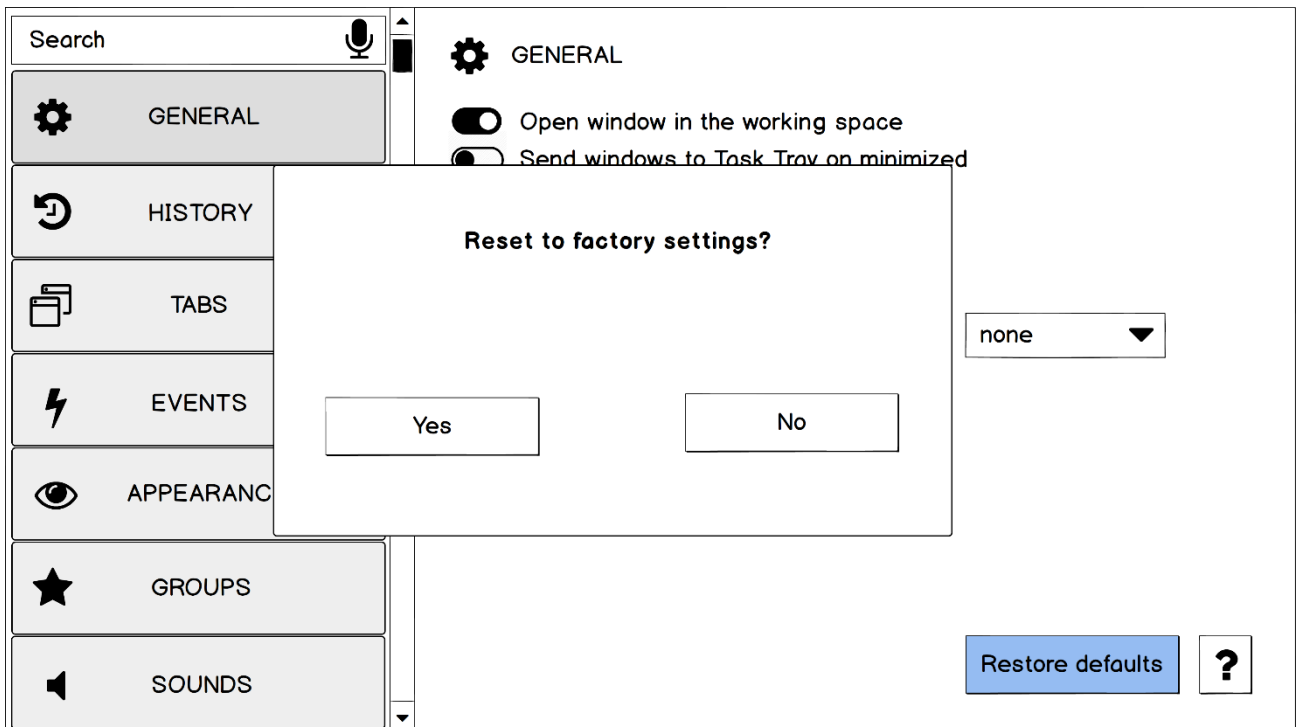 Search
GENERAL
HISTORY
TABS
EVENTS
APPEARANC
GROUPS
SOUNDS
GENERAL
Open window in the working space
Send windows to Task Tray on minimized
Reset to factory settings?
Yes
No
none
Restore defaults
?